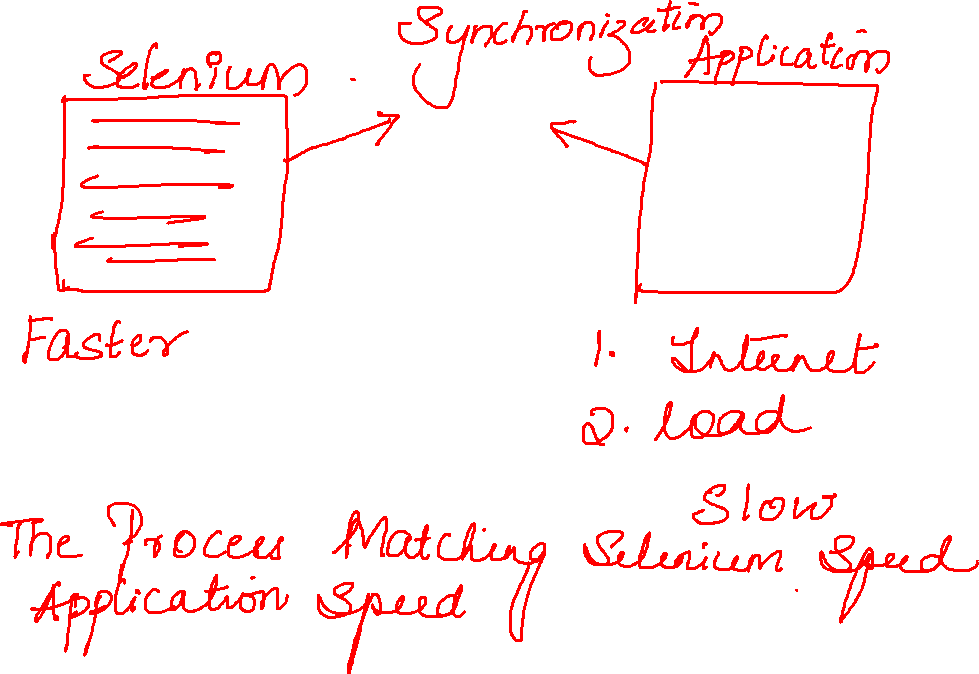 Synchronization
Selenium
Application
Faster
1. Internet
2. load
Slow
The Process Matching Selenium Speed
Application Speed